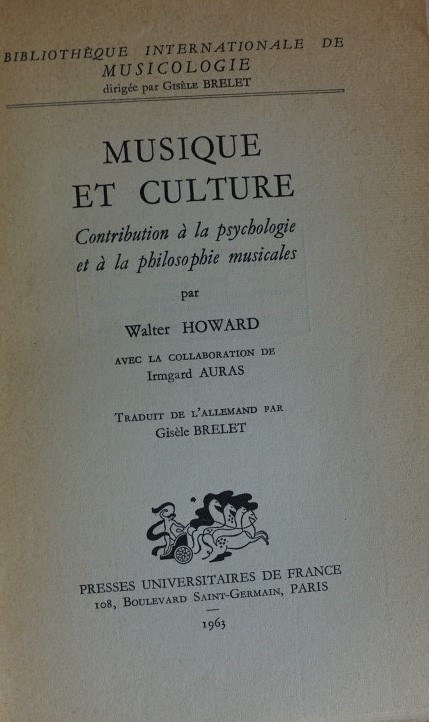 BIBLIOTHÈQUE INTERNATIONALE DE
MUSICOLOGIE
dirigée par GISÈLE BRELET
MUSIQUE
ET CULTURE
Contribution à la psychologie
et à la philosophie musicales
par
Walter HOWARD
AVEC LA COLLABORATION DE
Irmgard AURAS
TRADUIT DE L'ALLEMAND PAR
Gisèle BRELET
PRESSES UNIVERSITAIRES DE FRANCE
108, BOULEVARD SAINT-GERMAIN, PARIS
1963